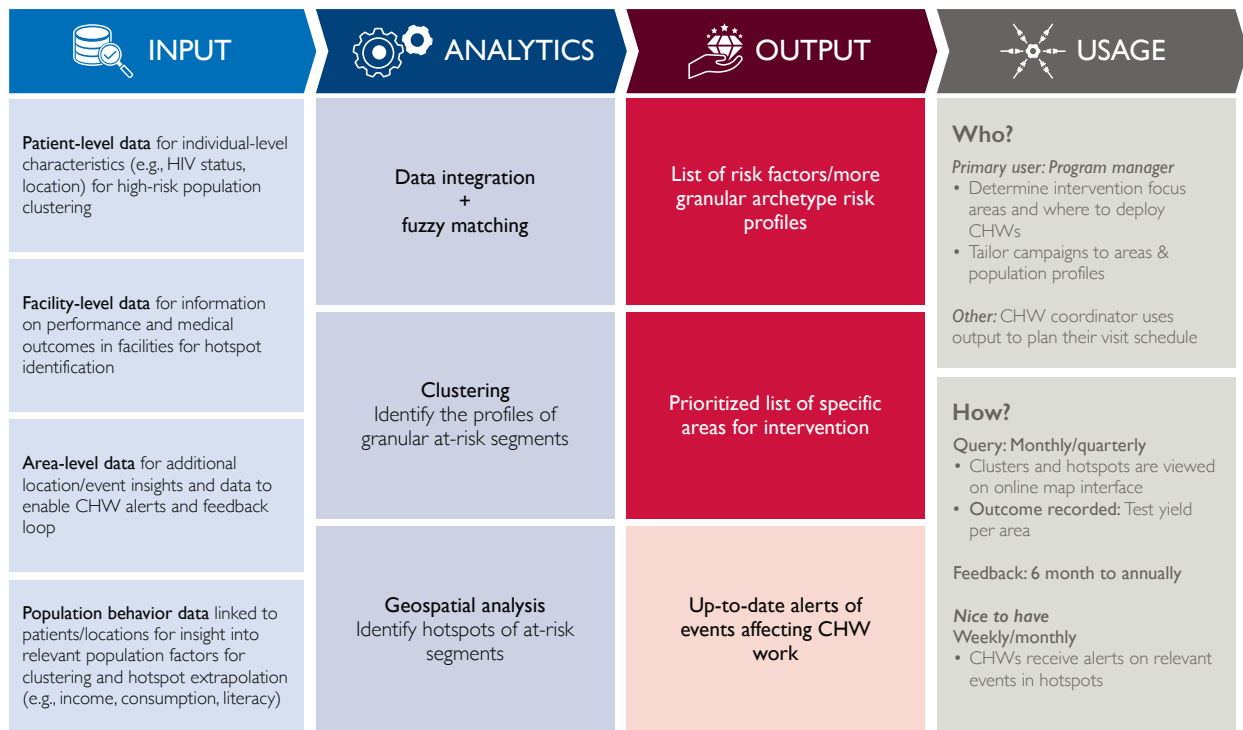 INPUT
Patient-level data for individual-level
characteristics (e.g., HIV status,
location) for high-risk population
clustering
Facility-level data for information
on performance and medical
outcomes in facilities for hotspot
identification
Area-level data for additional
location/event insights and data to
enable CHW alerts and feedback
loop
Population behavior data linked to
patients/locations for insight into
relevant population factors for
clustering and hotspot extrapolation
(e.g., income, consumption, literacy)
ANALYTICS
Data integration
+
fuzzy matching
Clustering
Identify the profiles of
granular at-risk segments
Geospatial analysis
Identify hotspots of at-risk
segments
OUTPUT
List of risk factors/more
granular archetype risk
profiles
Prioritized list of specific
areas for intervention
Up-to-date alerts of
events affecting CHW
work
USAGE
Who?
Primary user: Program manager
• Determine intervention focus
areas and where to deploy
CHWs
• Tailor campaigns to areas &
population profiles
Other: CHW coordinator uses
output to plan their visit schedule
How?
Query: Monthly/quarterly
• Clusters and hotspots are viewed
on online map interface
• Outcome recorded: Test yield
per area
Feedback: 6 month to annually
Nice to have
Weekly/monthly
• CHWs receive alerts on relevant
events in hotspots